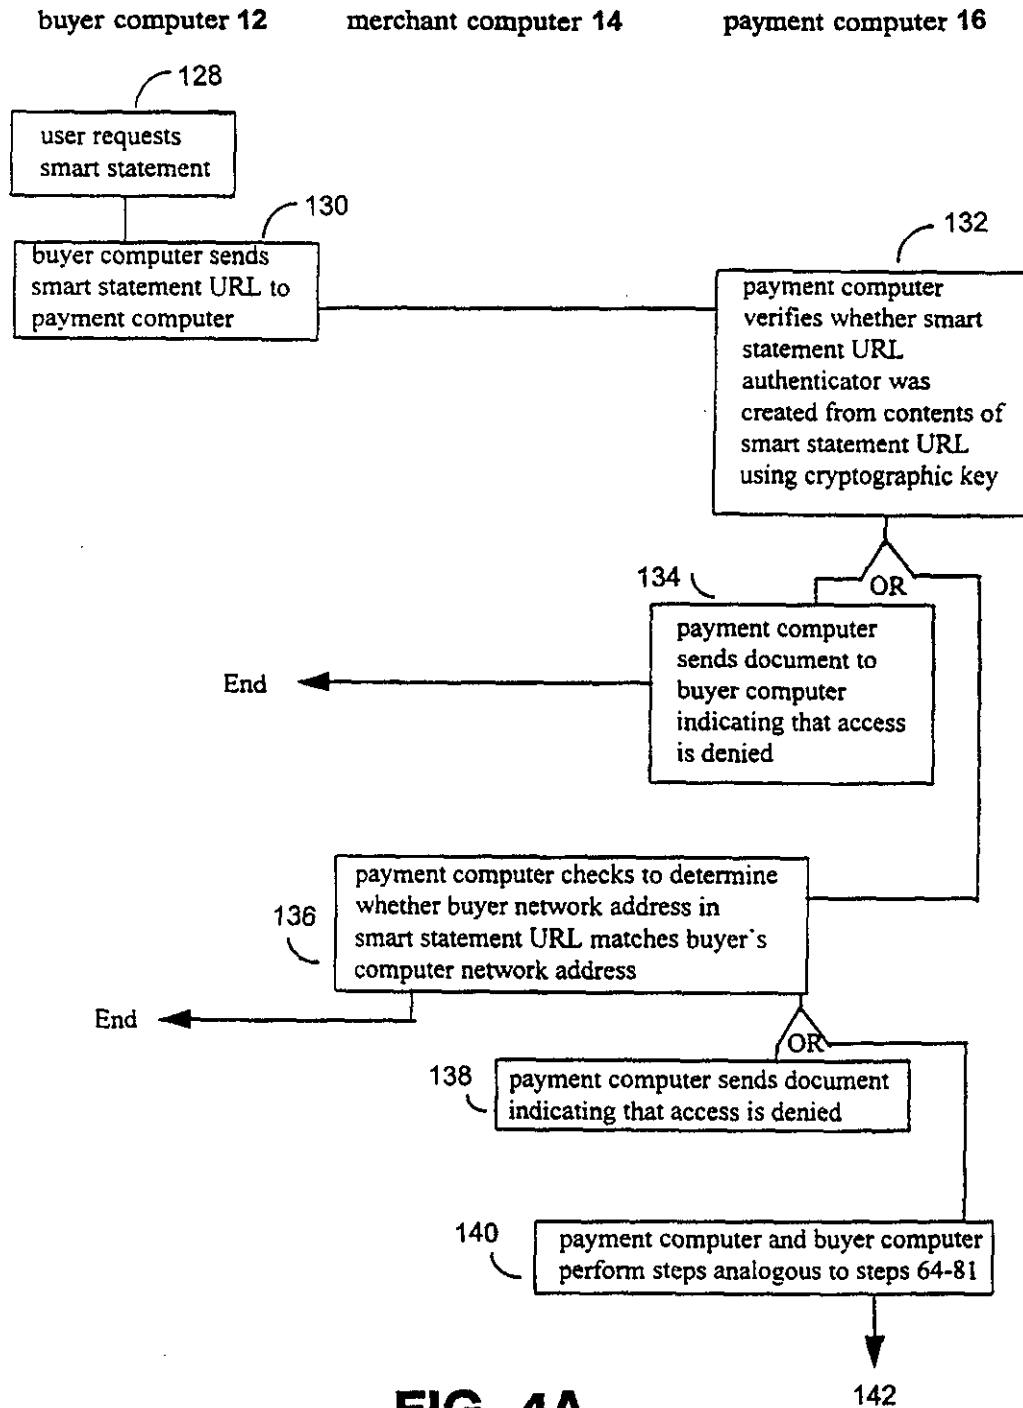 buyer computer 12 merchant computer 14 payment computer 16
128
user requests
smart statement
130
buyer computer sends
smart statement URL to
payment computer
132
payment computer
verifies whether smart
statement URL
authenticator was
created from contents of
smart statement URL
using cryptographic key
OR
134
payment computer
sends document to
buyer computer
indicating that access
is denied
End
136
payment computer checks to determine
whether buyer network address in
smart statement URL matches buyer's
computer network address
End
OR
138
payment computer sends document
indicating that access is denied
140
payment computer and buyer computer
perform steps analogous to steps 64-81
142
FIG. 4A